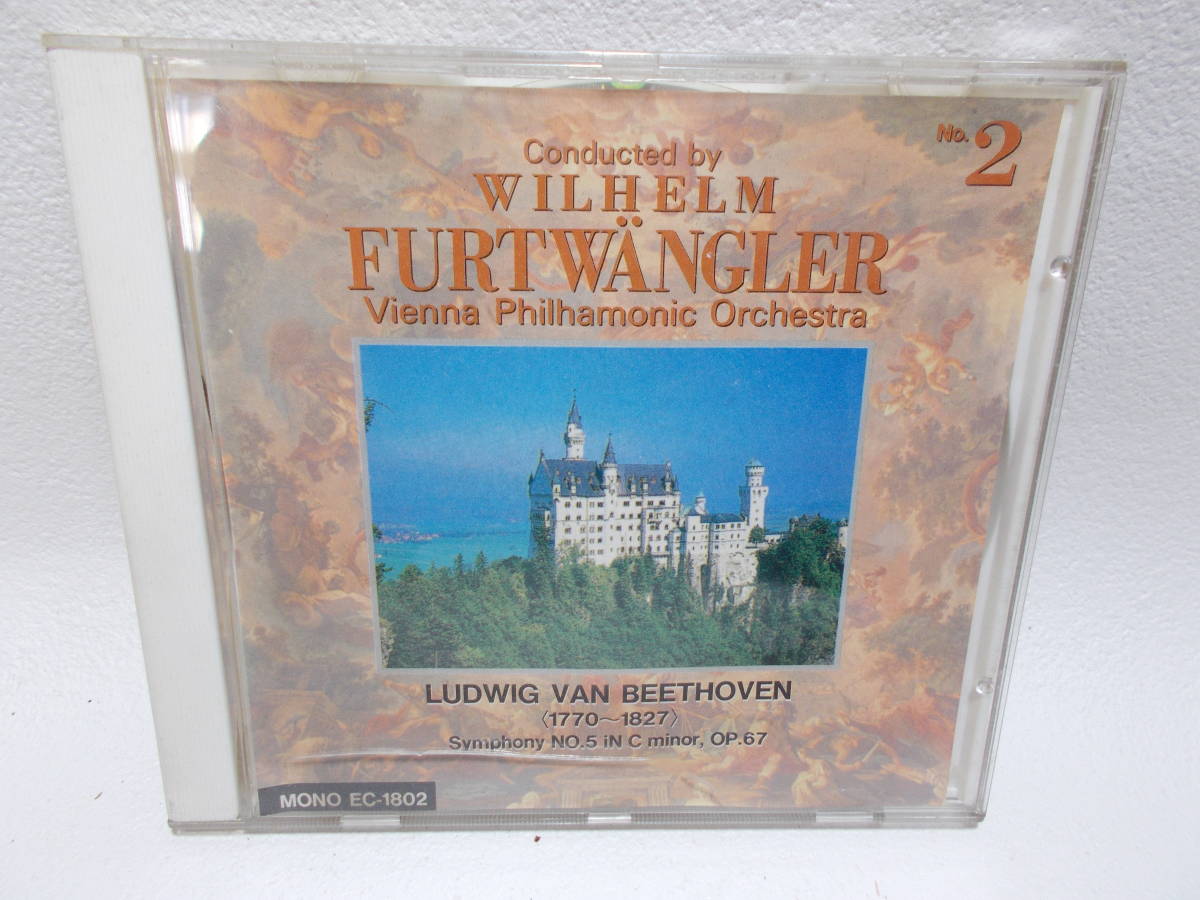 No. 2
Conducted by
WILHELM
FURTWÄNGLER
Vienna Philhamonic Orchestra
LUDWIG VAN BEETHOVEN
〈1770～1827〉
Symphony NO.5 iN C minor, OP.67
MONO EC-1802